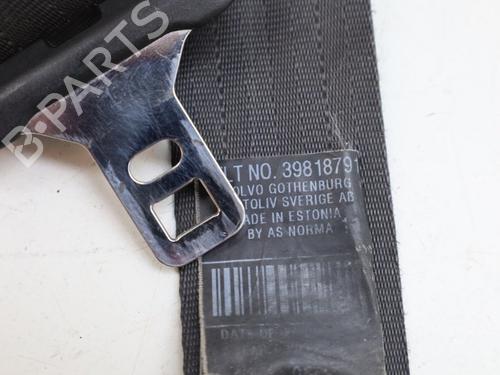 B-PARTS
LT NO. 39818791
OLVO GOTHENBURG
TOLIV SVERIGE AB
ADE IN ESTONIA
BY AS NORMA